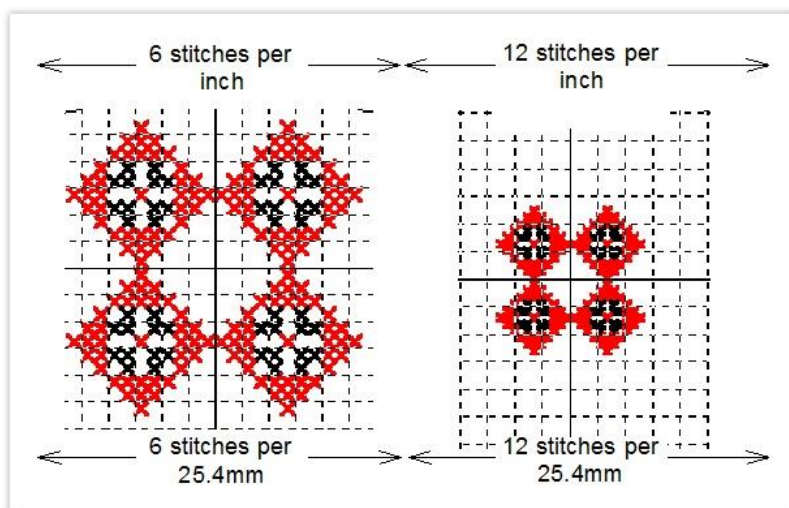 6 stitches per
inch
12 stitches per
inch
6 stitches per
25.4mm
12 stitches per
25.4mm